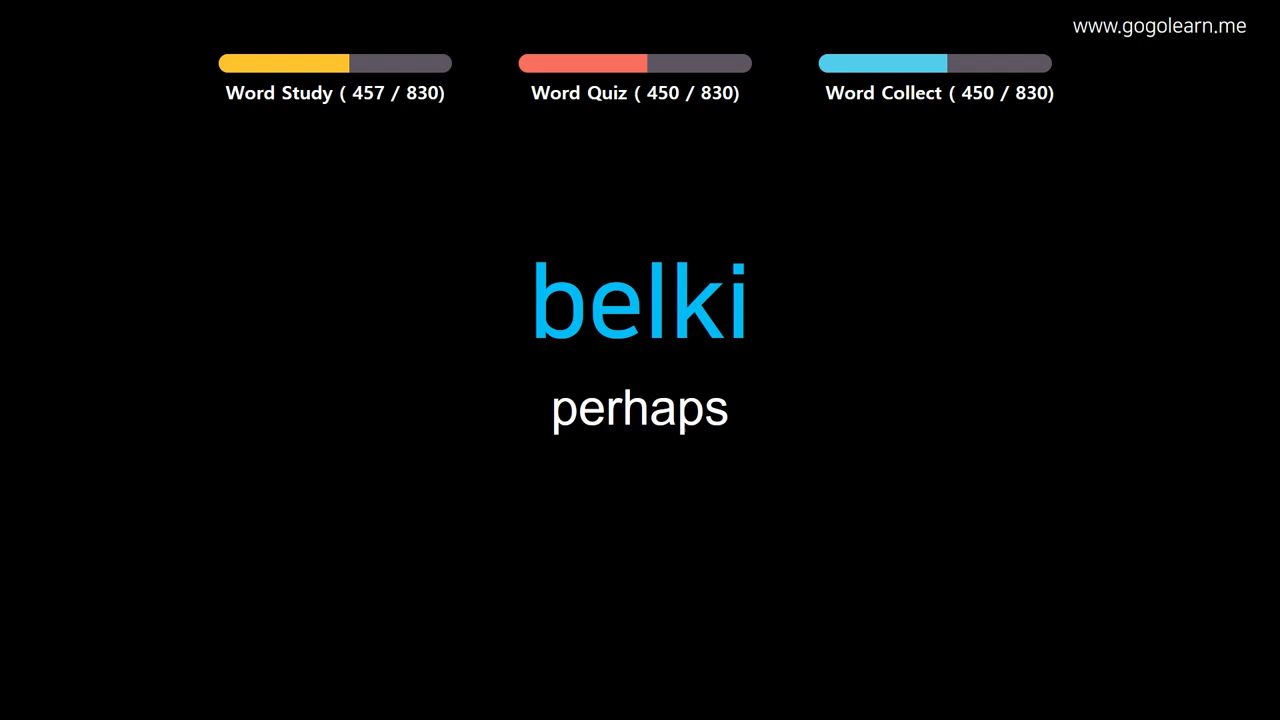 www.gogolearn.me
Word Study ( 457 / 830)
Word Quiz ( 450 / 830)
Word Collect ( 450 / 830)
belki
perhaps